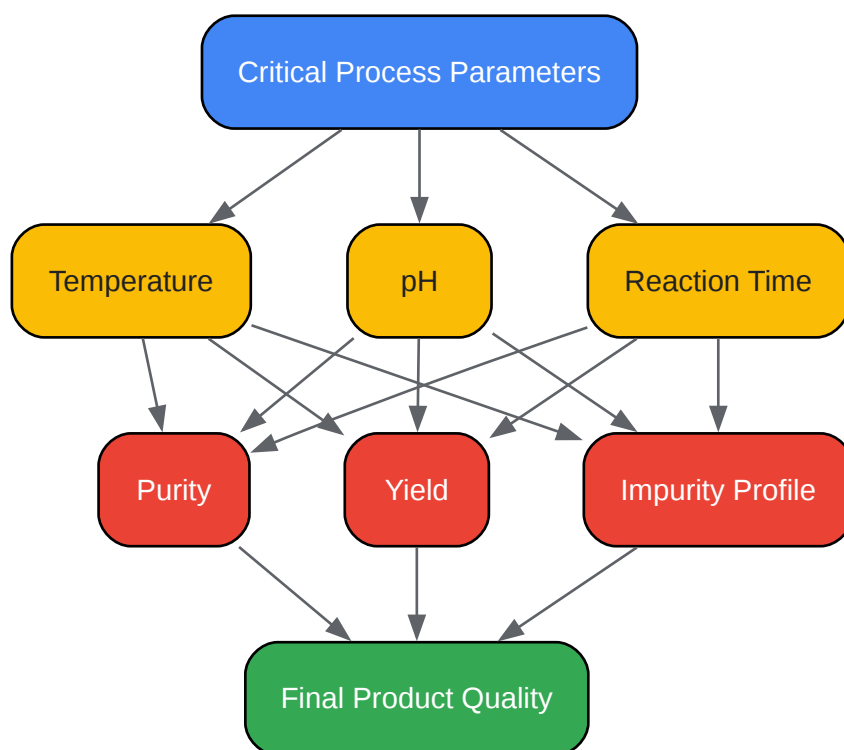 Critical Process Parameters
Temperature
pH
Reaction Time
Purity
Yield
Impurity Profile
Final Product Quality